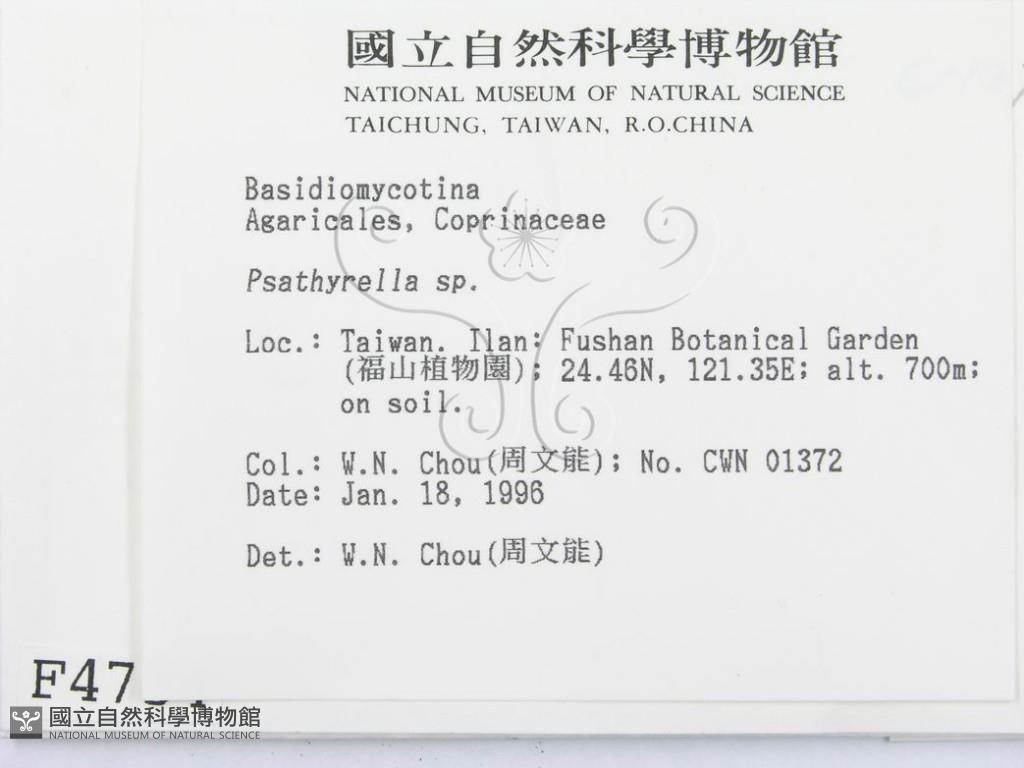 國立自然科學博物館
NATIONAL MUSEUM OF NATURAL SCIENCE
TAICHUNG, TAIWAN, R.O.CHINA
Basidiomycotina
Agaricales, Coprinaceae
Psathyrella sp.
Loc.: Taiwan. Ilan: Fushan Botanical Garden
(福山植物園); 24.46N, 121.35E; alt. 700m;
on soil.
Col.: W.N. Chou(周文能); No. CWN 01372
Date: Jan. 18, 1996
Det.: W.N. Chou(周文能)
國立自然科學博物館
NATIONAL MUSEUM OF NATURAL SCIENCE